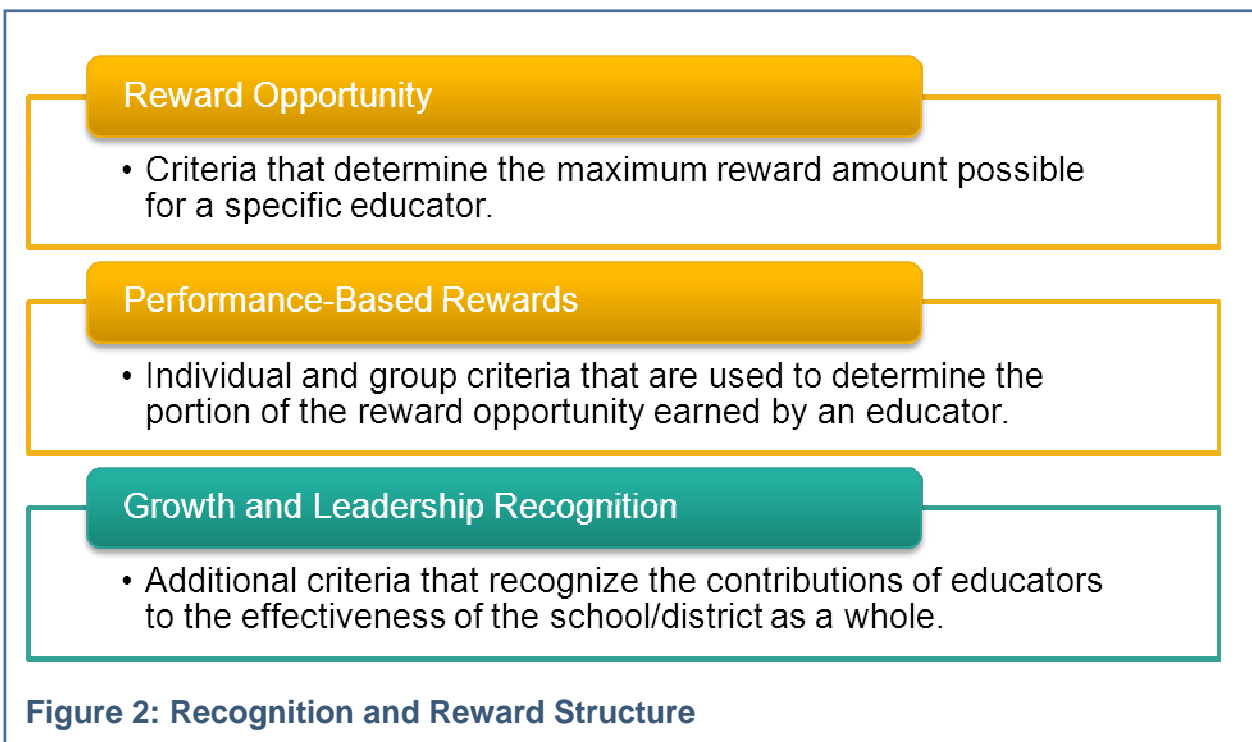 Reward Opportunity
• Criteria that determine the maximum reward amount possible
for a specific educator.
Performance-Based Rewards
• Individual and group criteria that are used to determine the
portion of the reward opportunity earned by an educator.
Growth and Leadership Recognition
• Additional criteria that recognize the contributions of educators
to the effectiveness of the school/district as a whole.
Figure 2: Recognition and Reward Structure